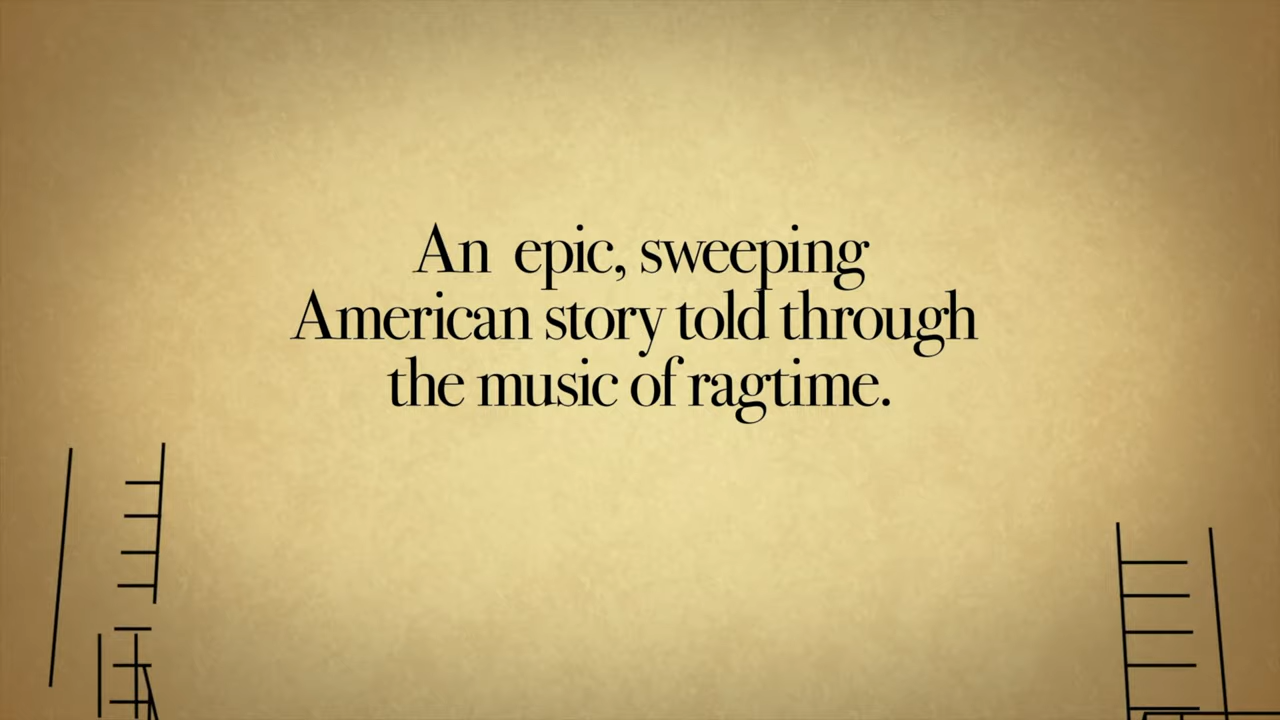 An  epic, sweeping
American story told through
the music of ragtime.